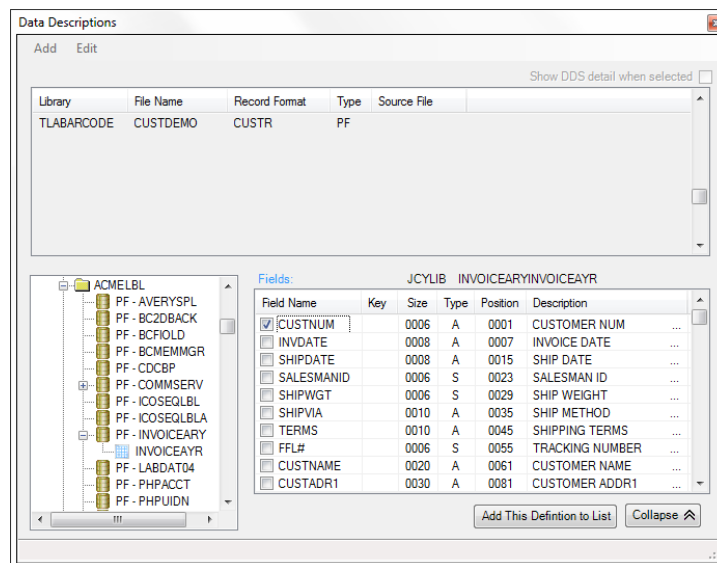 Data Descriptions
Add Edit
Show DDS detail when selected
Library File Name Record Format Type Source File
TLABARCODE CUSTDEMO CUSTR PF
ACMELBL
PF - AVERYSPL
PF - BC2DBACK
PF - BCFIOLD
PF - BCMEMMGR
PF - CDCBP
PF - COMMSERV
PF - ICOSEQLBL
PF - ICOSEQLBLA
PF - INVOICEARY
INVOICEAYR
PF - LABDAT04
PF - PHPACCT
PF - PHPUIDN
Fields: JCYLIB INVOICEARYINVOICEAYR
Field Name Key Size Type Position Description
CUSTNUM 0006 A 0001 CUSTOMER NUM ...
INVDATE 0008 A 0007 INVOICE DATE ...
SHIPDATE 0008 A 0015 SHIP DATE ...
SALESMANID 0006 S 0023 SALESMAN ID ...
SHIPWGT 0006 S 0029 SHIP WEIGHT ...
SHIPVIA 0010 A 0035 SHIP METHOD ...
TERMS 0010 A 0045 SHIPPING TERMS ...
FFL# 0006 S 0055 TRACKING NUMBER ...
CUSTNAME 0020 A 0061 CUSTOMER NAME ...
CUSTADR1 0030 A 0081 CUSTOMER ADDR1 ...
Add This Defintion to List Collapse